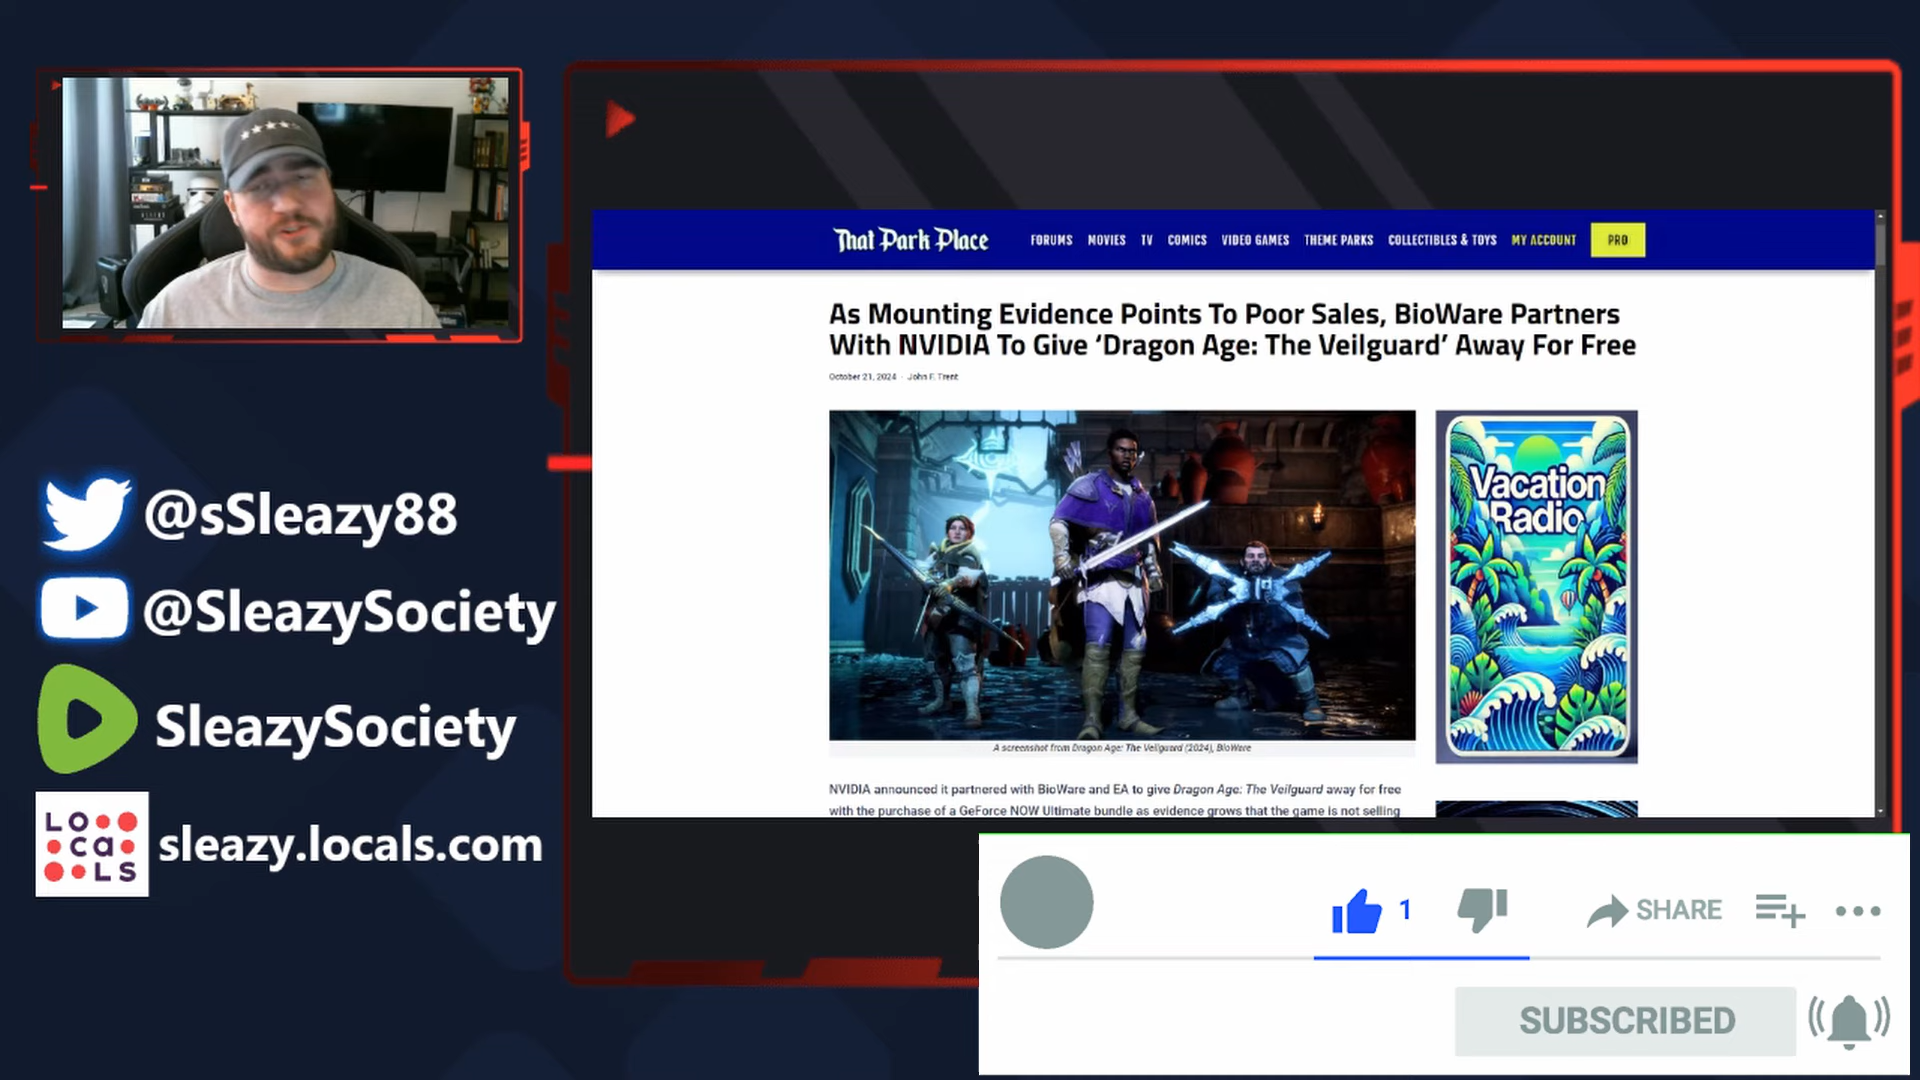 @sSleazy88
@SleazySociety
SleazySociety
LOcaLS
sleazy.locals.com
That Park Place
FORUMS MOVIES TV COMICS VIDEO GAMES THEME PARKS COLLECTIBLES & TOYS MY ACCOUNT PRO
As Mounting Evidence Points To Poor Sales, BioWare Partners
With NVIDIA To Give ‘Dragon Age: The Veilguard’ Away For Free
October 21, 2024 · John F. Trent
Vacation
Radio
A screenshot from Dragon Age: The Veilguard (2024), BioWare
NVIDIA announced it partnered with BioWare and EA to give Dragon Age: The Veilguard away for free
with the purchase of a GeForce NOW Ultimate bundle as evidence grows that the game is not selling
1 SHARE
SUBSCRIBED